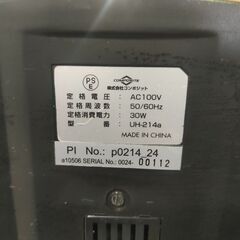 PS
E
株式会社コンポジット
定格電圧：AC100V
定格周波数：50/60Hz
定格消費電力：30W
型番：UH-214a
MADE IN CHINA
PI No.: p0214_24
a10506 SERIAL No.: 0024-00112